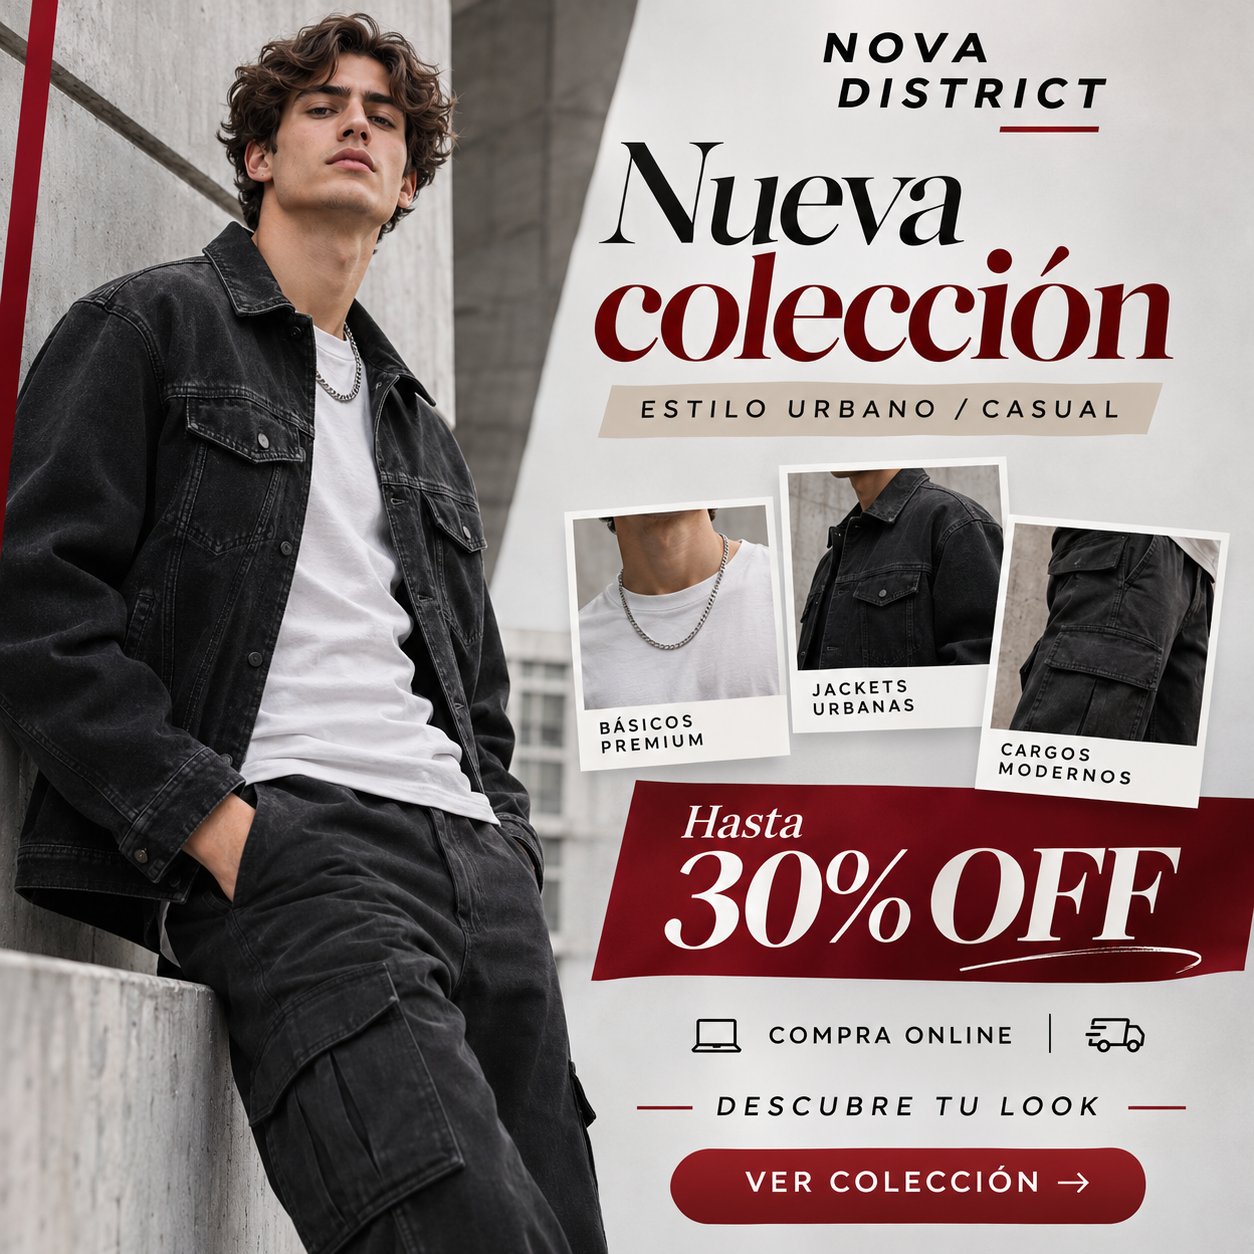 NOVA
DISTRICT
Nueva
colección
ESTILO URBANO / CASUAL
BÁSICOS
PREMIUM
JACKETS
URBANAS
CARGOS
MODERNOS
Hasta
30% OFF
COMPRA ONLINE
DESCUBRE TU LOOK
VER COLECCIÓN →